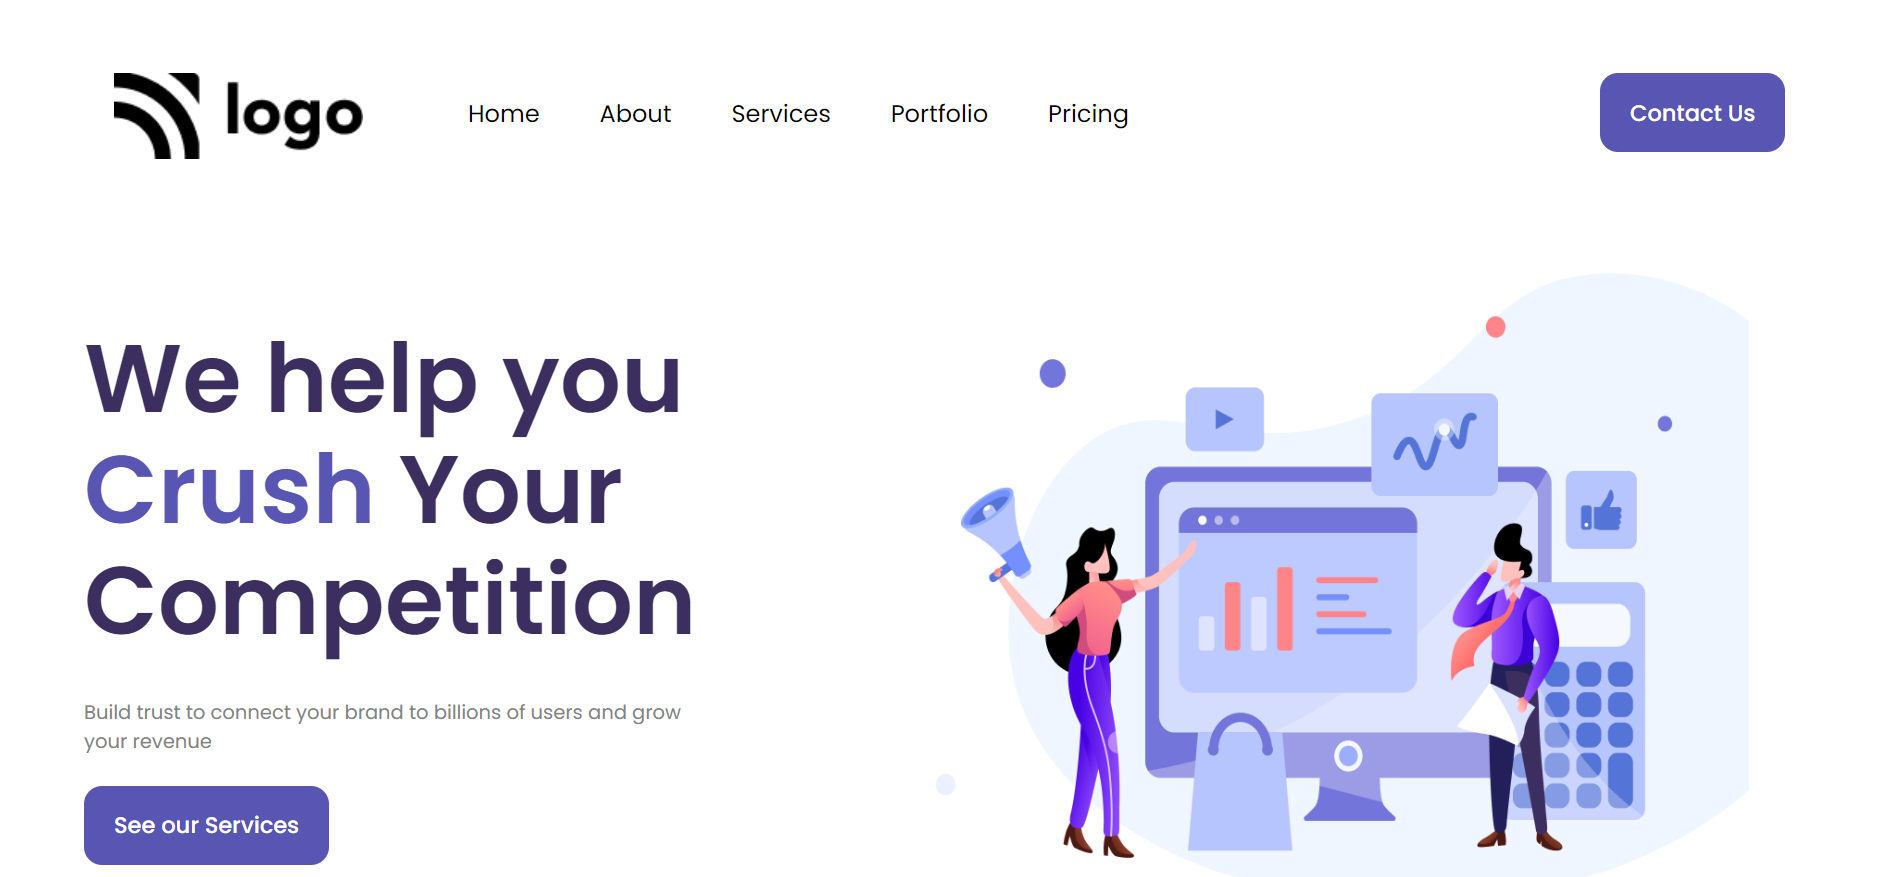 logo
Home
About
Services
Portfolio
Pricing
Contact Us
We help you
Crush Your
Competition
Build trust to connect your brand to billions of users and grow
your revenue
See our Services